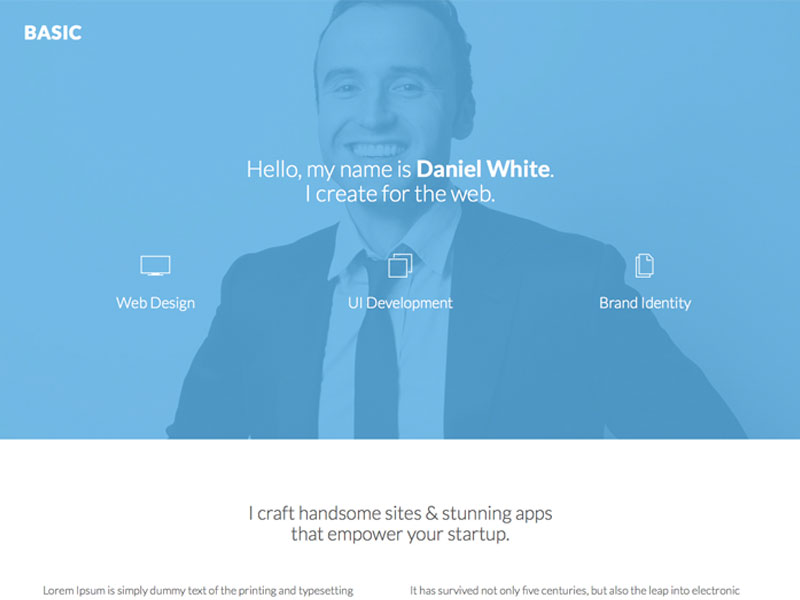 BASIC
Hello, my name is Daniel White.
I create for the web.
Web Design
UI Development
Brand Identity
I craft handsome sites & stunning apps
that empower your startup.
Lorem Ipsum is simply dummy text of the printing and typesetting
It has survived not only five centuries, but also the leap into electronic